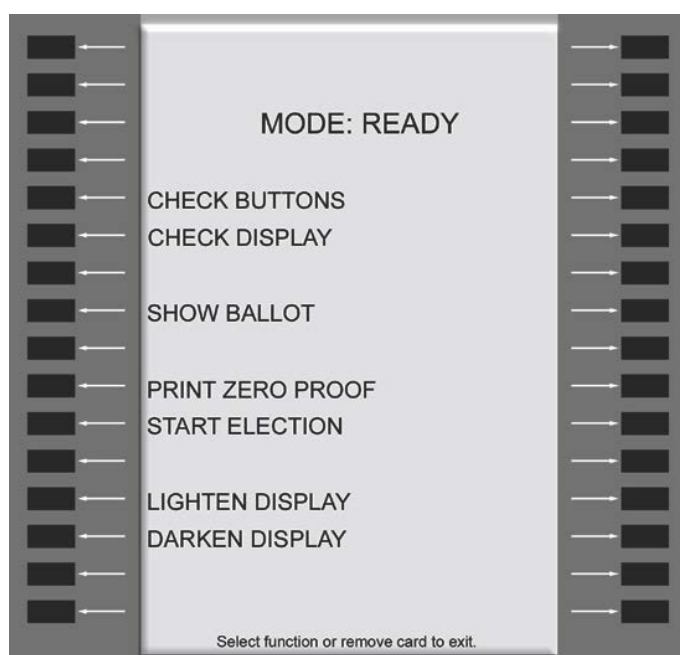 MODE: READY
CHECK BUTTONS
CHECK DISPLAY
SHOW BALLOT
PRINT ZERO PROOF
START ELECTION
LIGHTEN DISPLAY
DARKEN DISPLAY
Select function or remove card to exit.